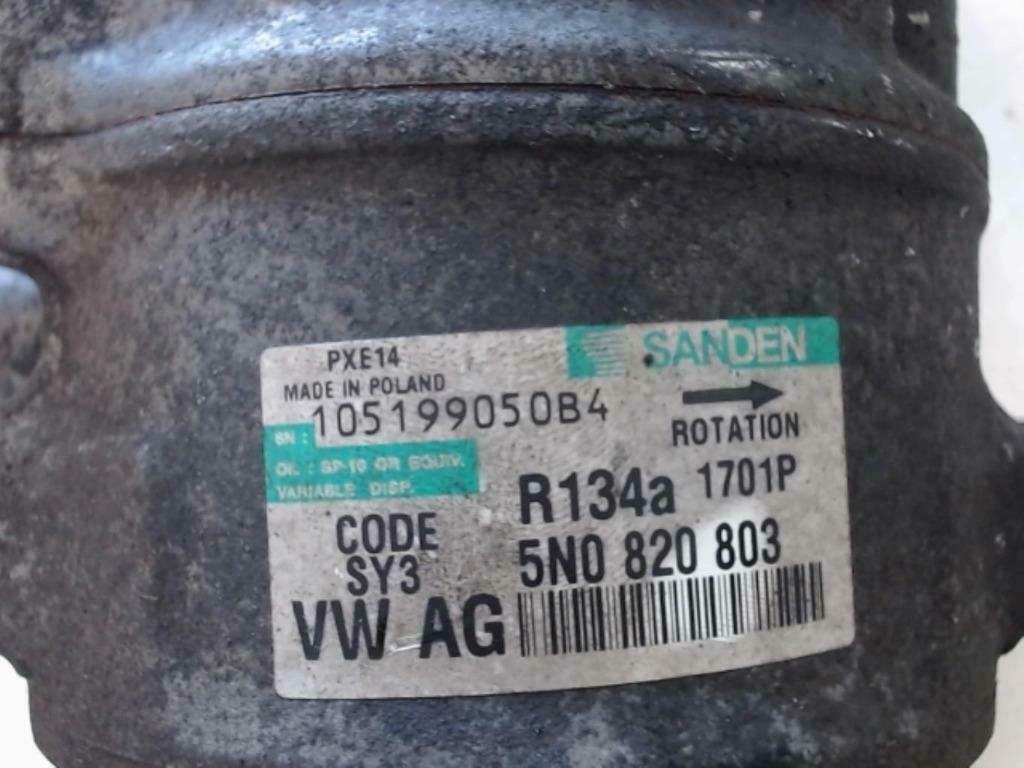 SANDEN
PXE14
MADE IN POLAND
SN : 105199050B4
ROTATION
OIL : SP-10 OR EQUIV.
VARIABLE DISP.
R134a 1701P
CODE
SY3
5N0 820 803
VW AG